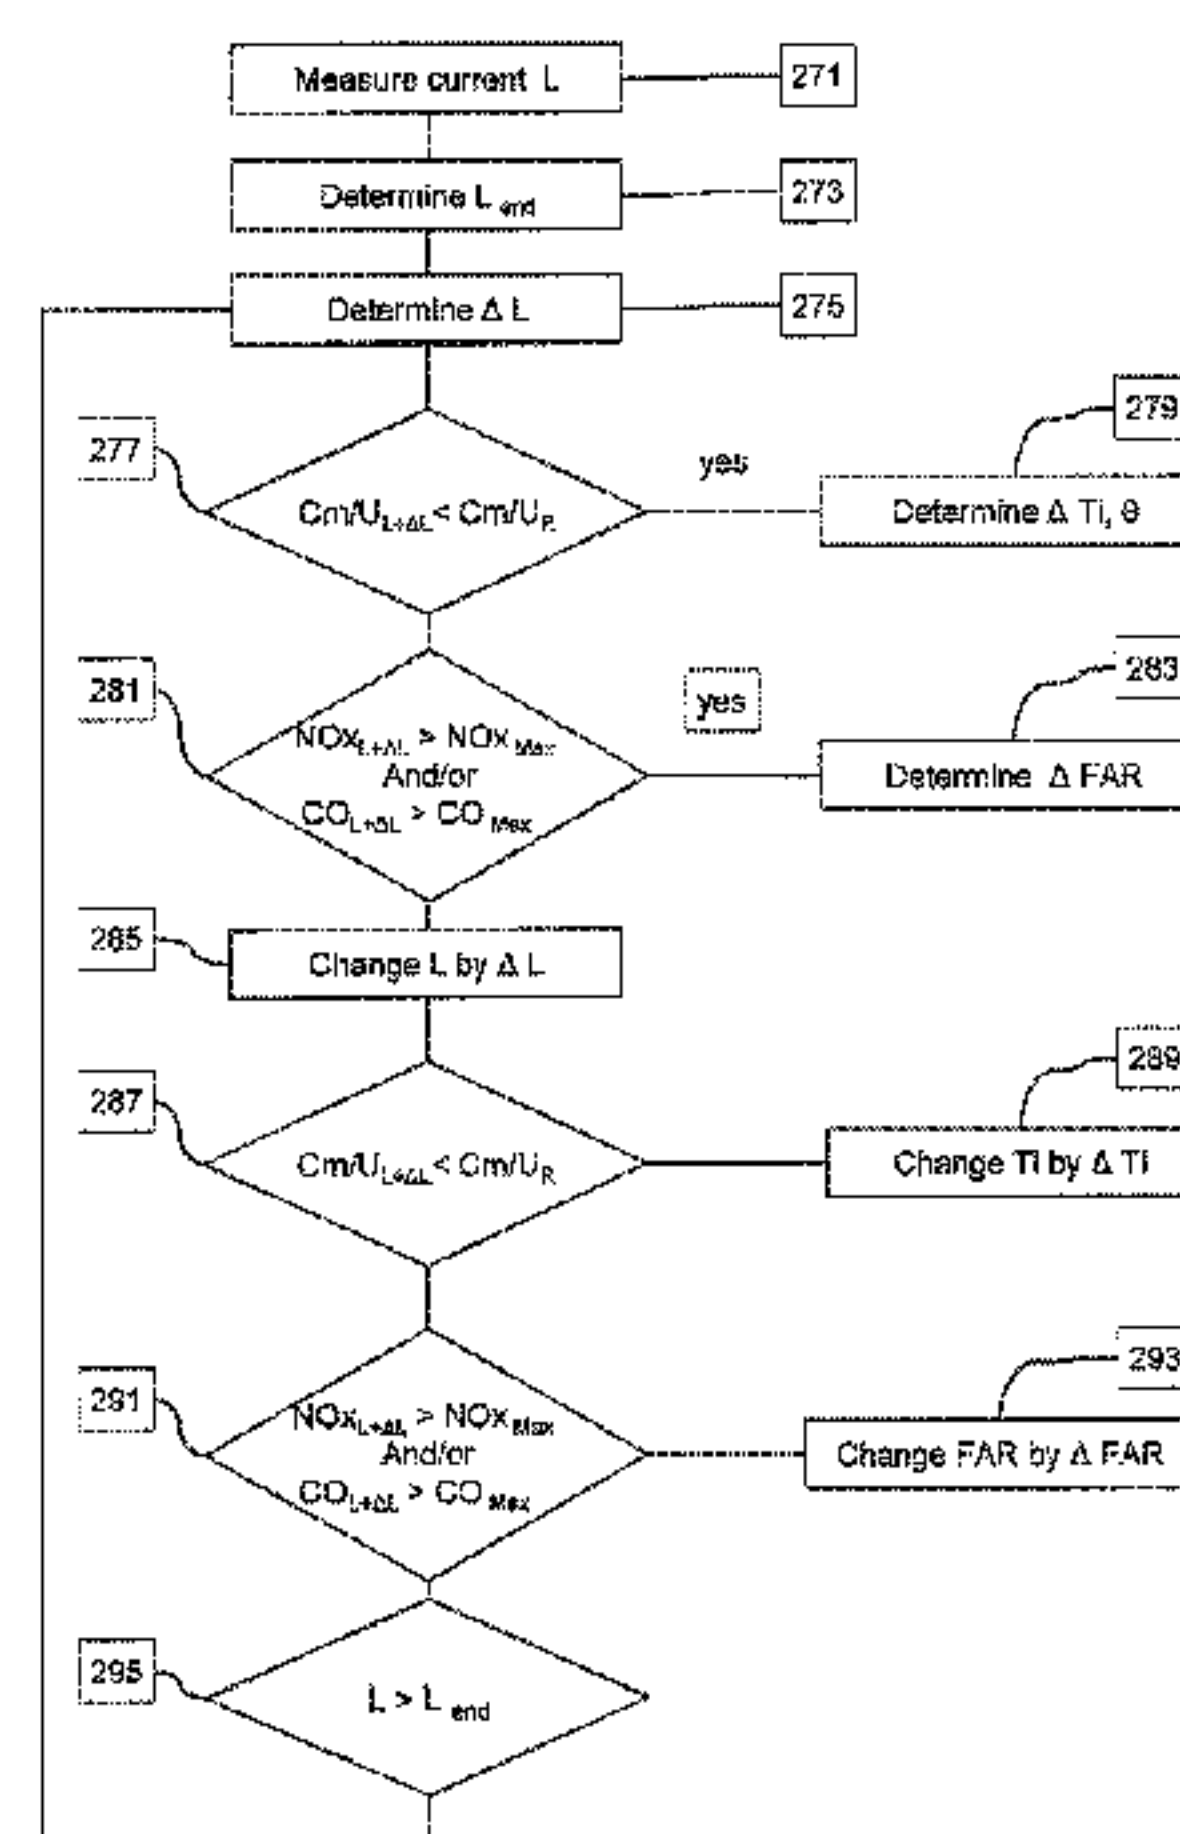 Measure current L
271
Determine L end
273
Determine Δ L
275
279
277
yes
Cm/U L+ΔL < Cm/U R
Determine Δ Ti, θ
283
281
yes
NOx L+ΔL > NOx Max
And/or
CO L+ΔL > CO Max
Determine Δ FAR
285
Change L by Δ L
289
287
Cm/U L+ΔL < Cm/U R
Change Ti by Δ Ti
293
291
NOx L+ΔL > NOx Max
And/or
CO L+ΔL > CO Max
Change FAR by Δ FAR
295
L > L end